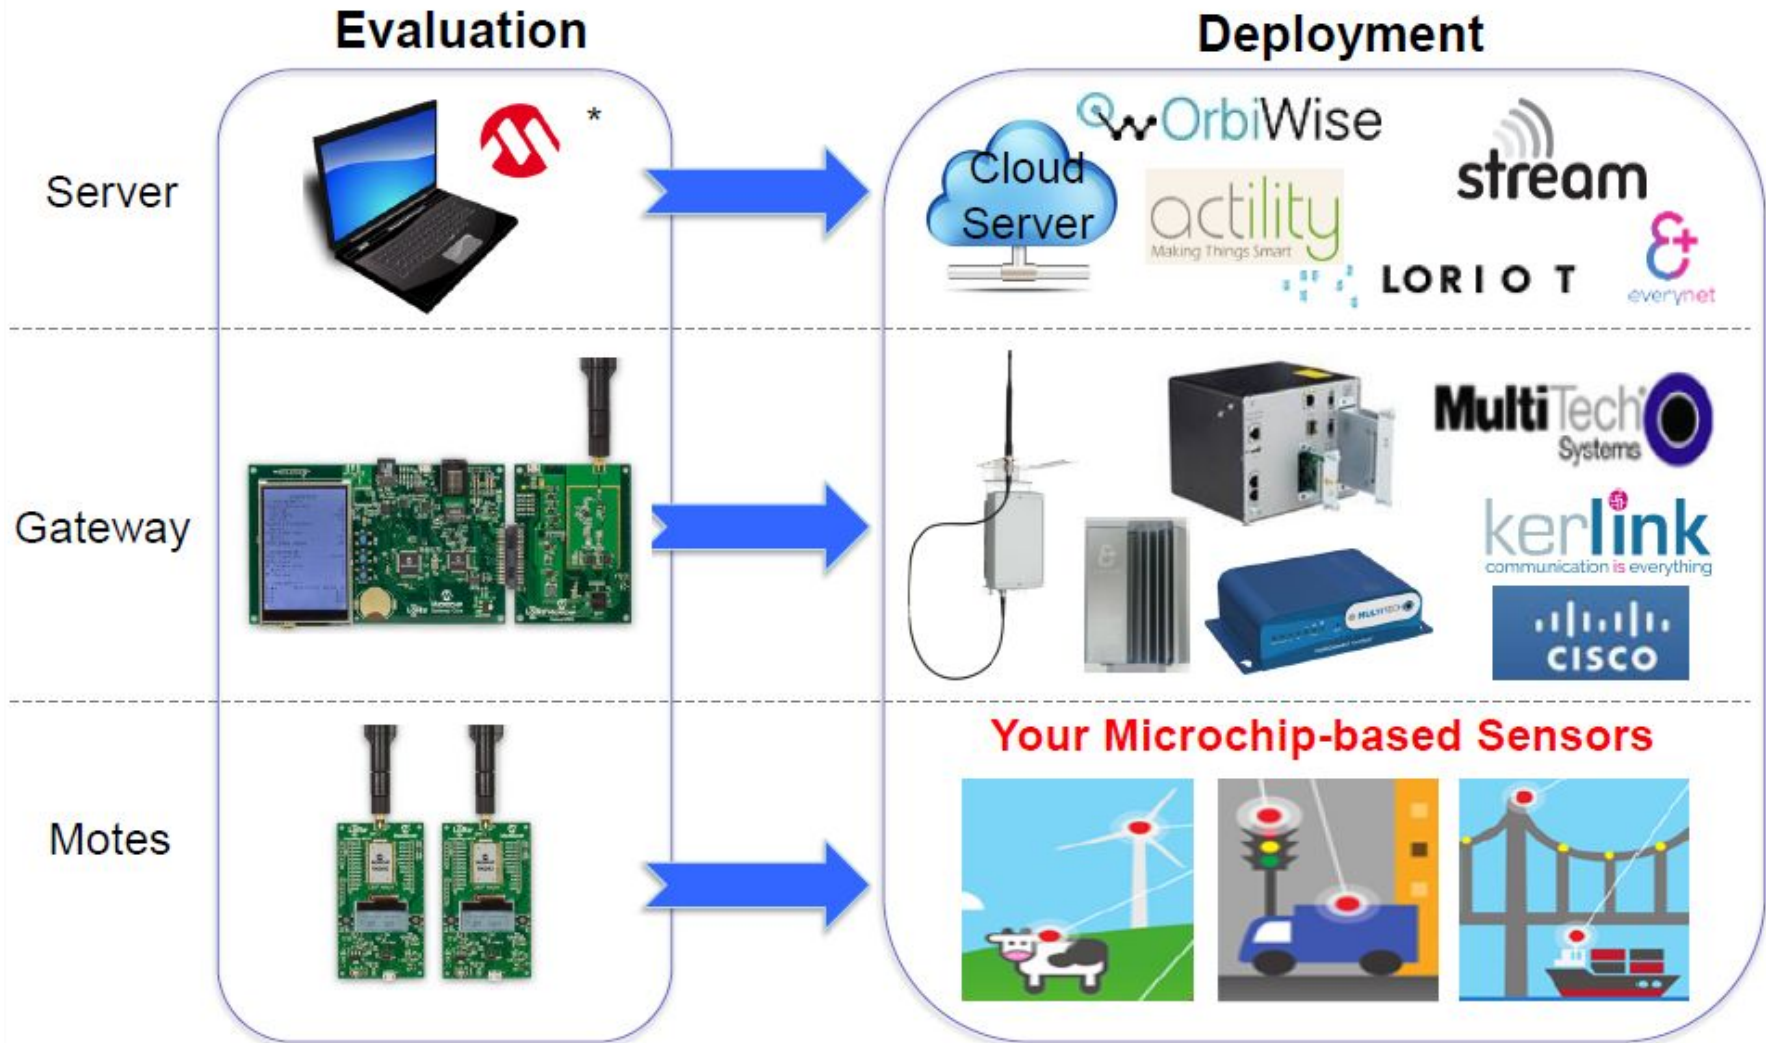 Evaluation
Deployment
Server
*
OrbiWise
Cloud
Server
stream
actility
Making Things Smart
LORIOT
everynet
Gateway
MultiTech
Systems
kerlink
communication is everything
MULTITECH
CISCO
Motes
Your Microchip-based Sensors